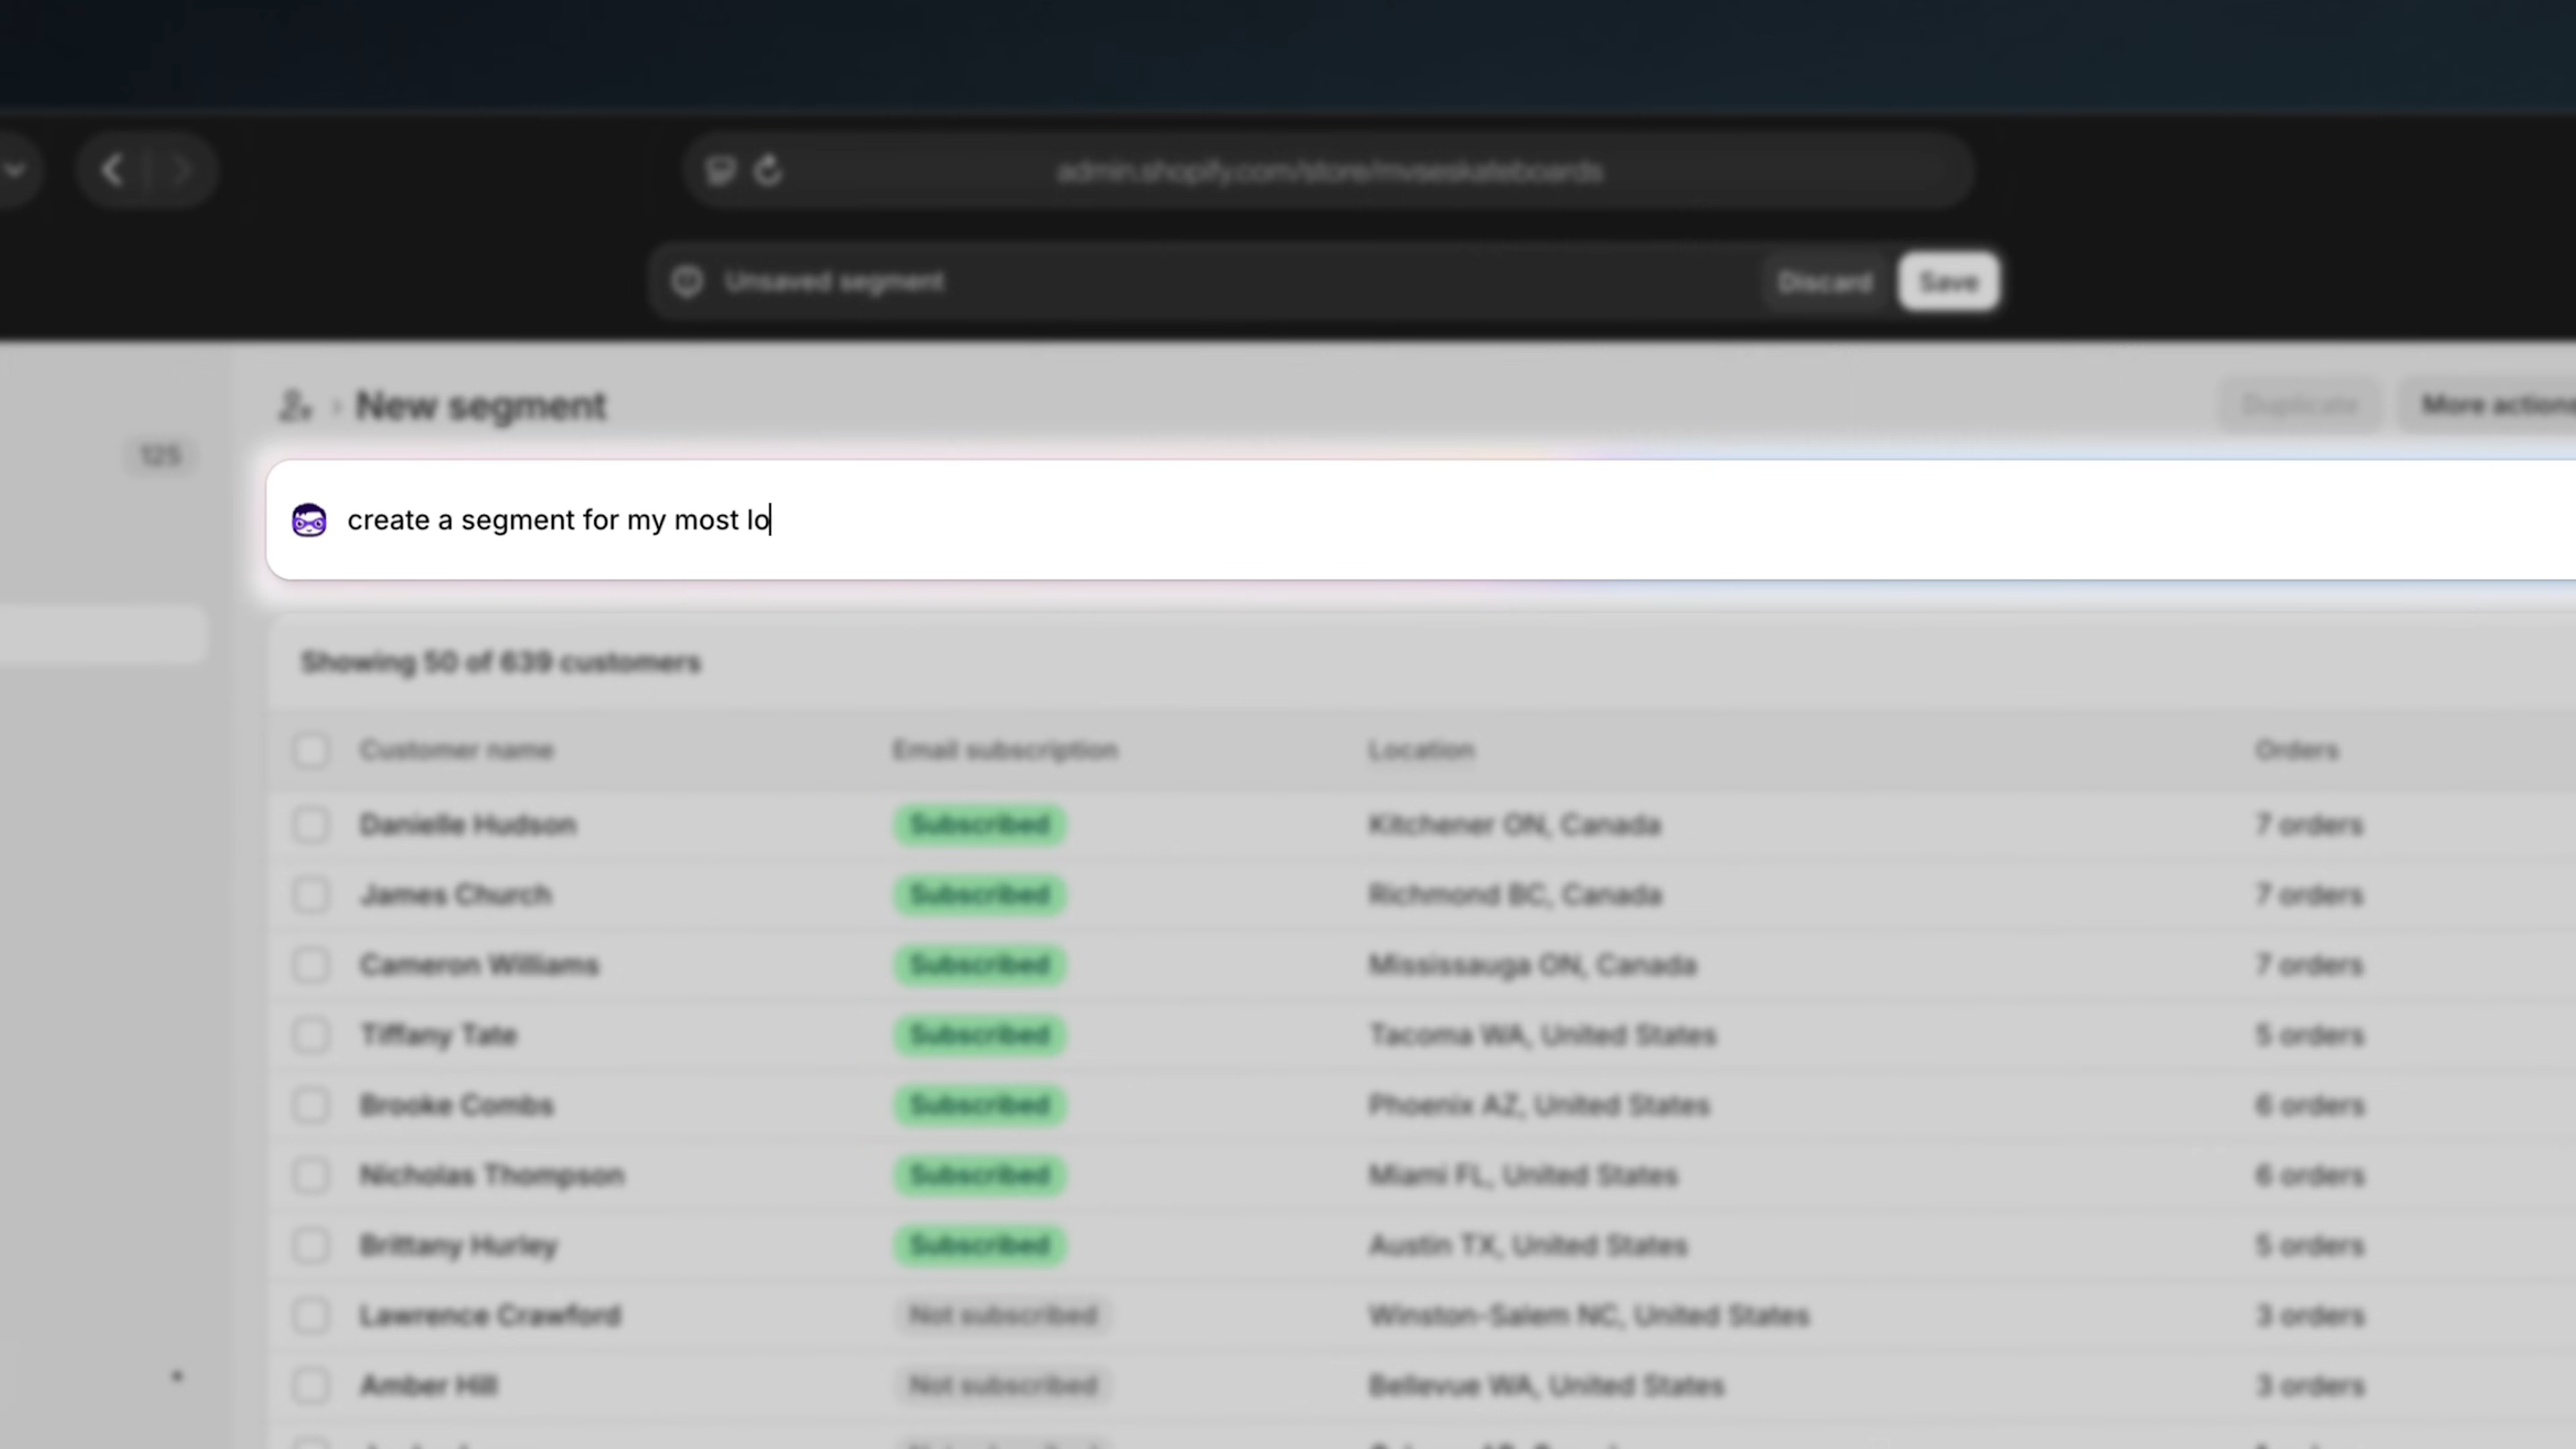 admin.shopify.com/store/mvseskateboards
Unsaved segment
Discard
Save
New segment
Duplicate
More actions
125
create a segment for my most lo
Showing 50 of 639 customers
Customer name Email subscription Location Orders
Danielle Hudson Subscribed Kitchener ON, Canada 7 orders
James Church Subscribed Richmond BC, Canada 7 orders
Cameron Williams Subscribed Mississauga ON, Canada 7 orders
Tiffany Tate Subscribed Tacoma WA, United States 5 orders
Brooke Combs Subscribed Phoenix AZ, United States 6 orders
Nicholas Thompson Subscribed Miami FL, United States 6 orders
Brittany Hurley Subscribed Austin TX, United States 5 orders
Lawrence Crawford Not subscribed Winston-Salem NC, United States 3 orders
Amber Hill Not subscribed Bellevue WA, United States 3 orders